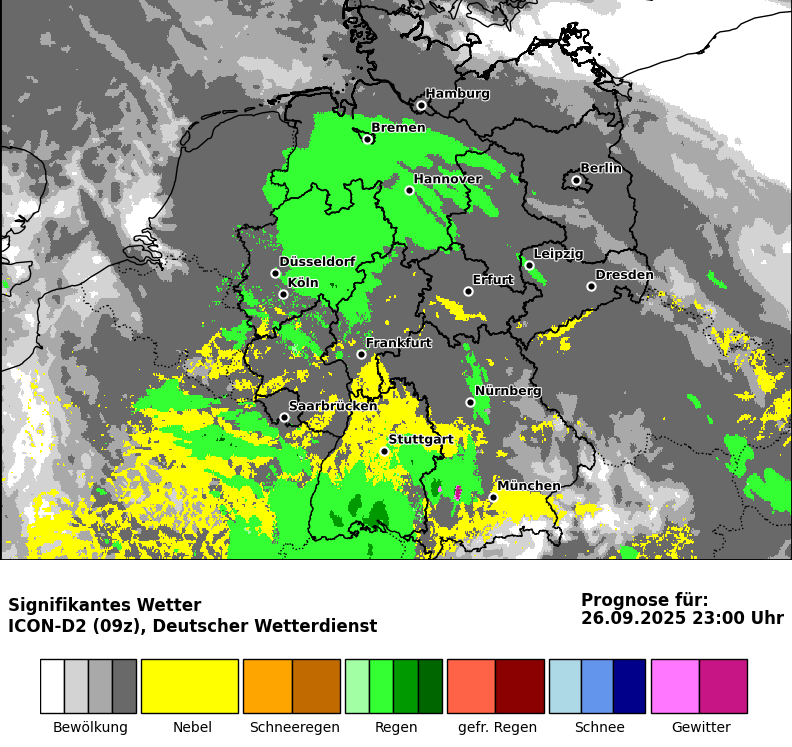 Hamburg
Bremen
Berlin
Hannover
Leipzig
Düsseldorf
Dresden
Erfurt
Köln
Frankfurt
Nürnberg
Saarbrücken
Stuttgart
München
Signifikantes Wetter
ICON-D2 (09z), Deutscher Wetterdienst
Prognose für:
26.09.2025 23:00 Uhr
Bewölkung Nebel Schneeregen Regen gefr. Regen Schnee Gewitter